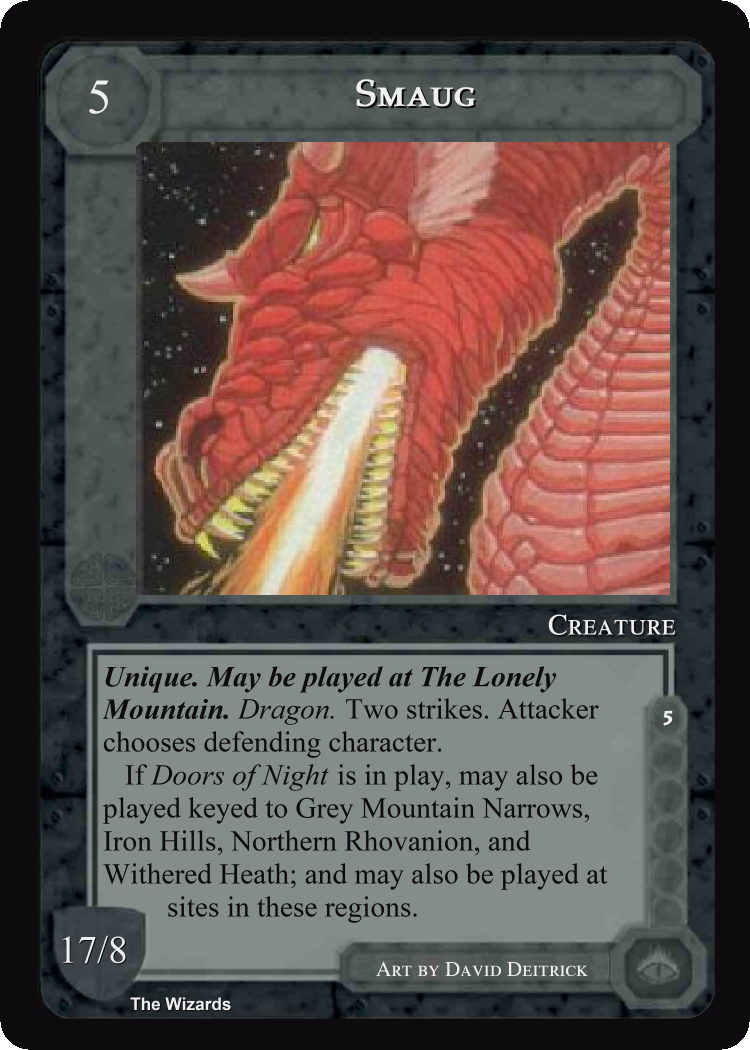 5
SMAUG
CREATURE
Unique. May be played at The Lonely
Mountain. Dragon. Two strikes. Attacker
chooses defending character.
If Doors of Night is in play, may also be
played keyed to Grey Mountain Narrows,
Iron Hills, Northern Rhovanion, and
Withered Heath; and may also be played at
sites in these regions.
5
17/8
ART BY DAVID DEITRICK
The Wizards